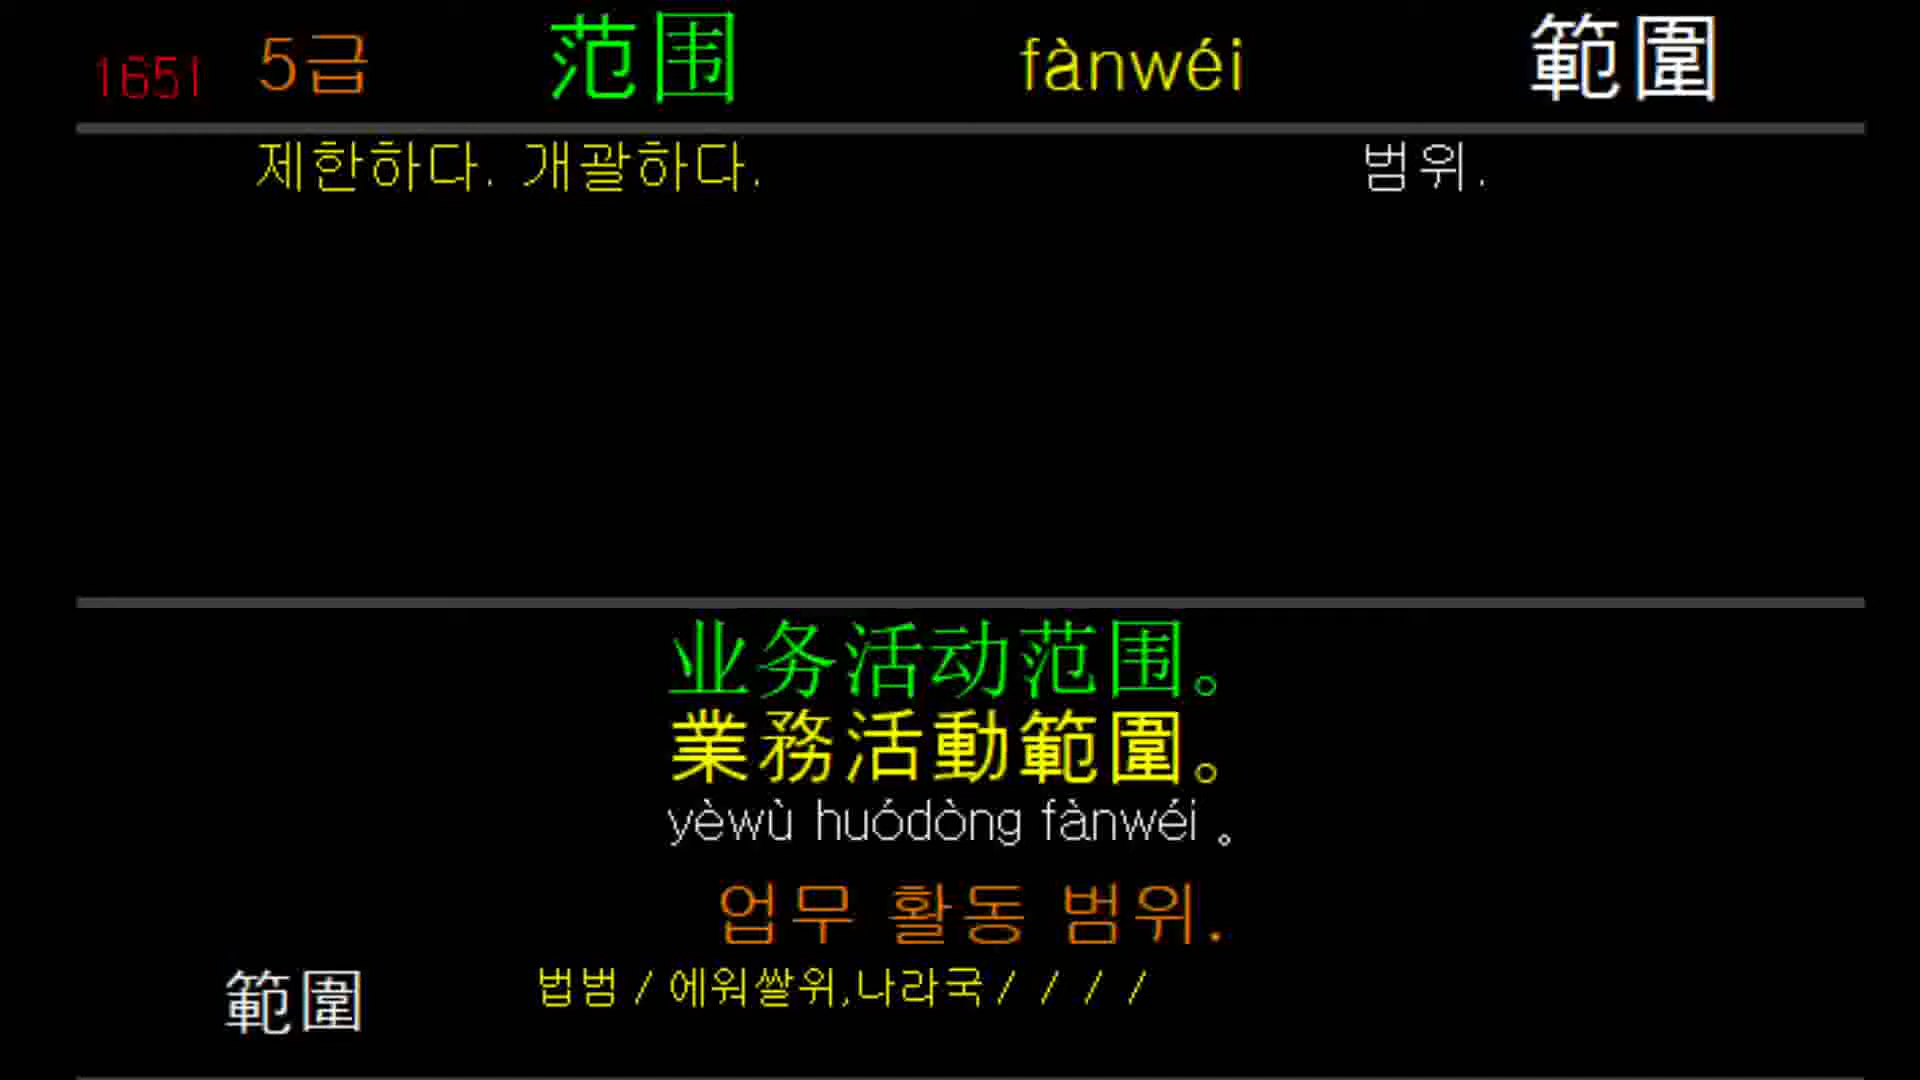 1651 5급 范围 fànwéi 範圍
제한하다. 개괄하다. 범위.
业务活动范围。
業務活動範圍。
yèwù huódòng fànwéi 。
업무 활동 범위.
範圍 법범 / 에워쌀위,나라국 / / / /